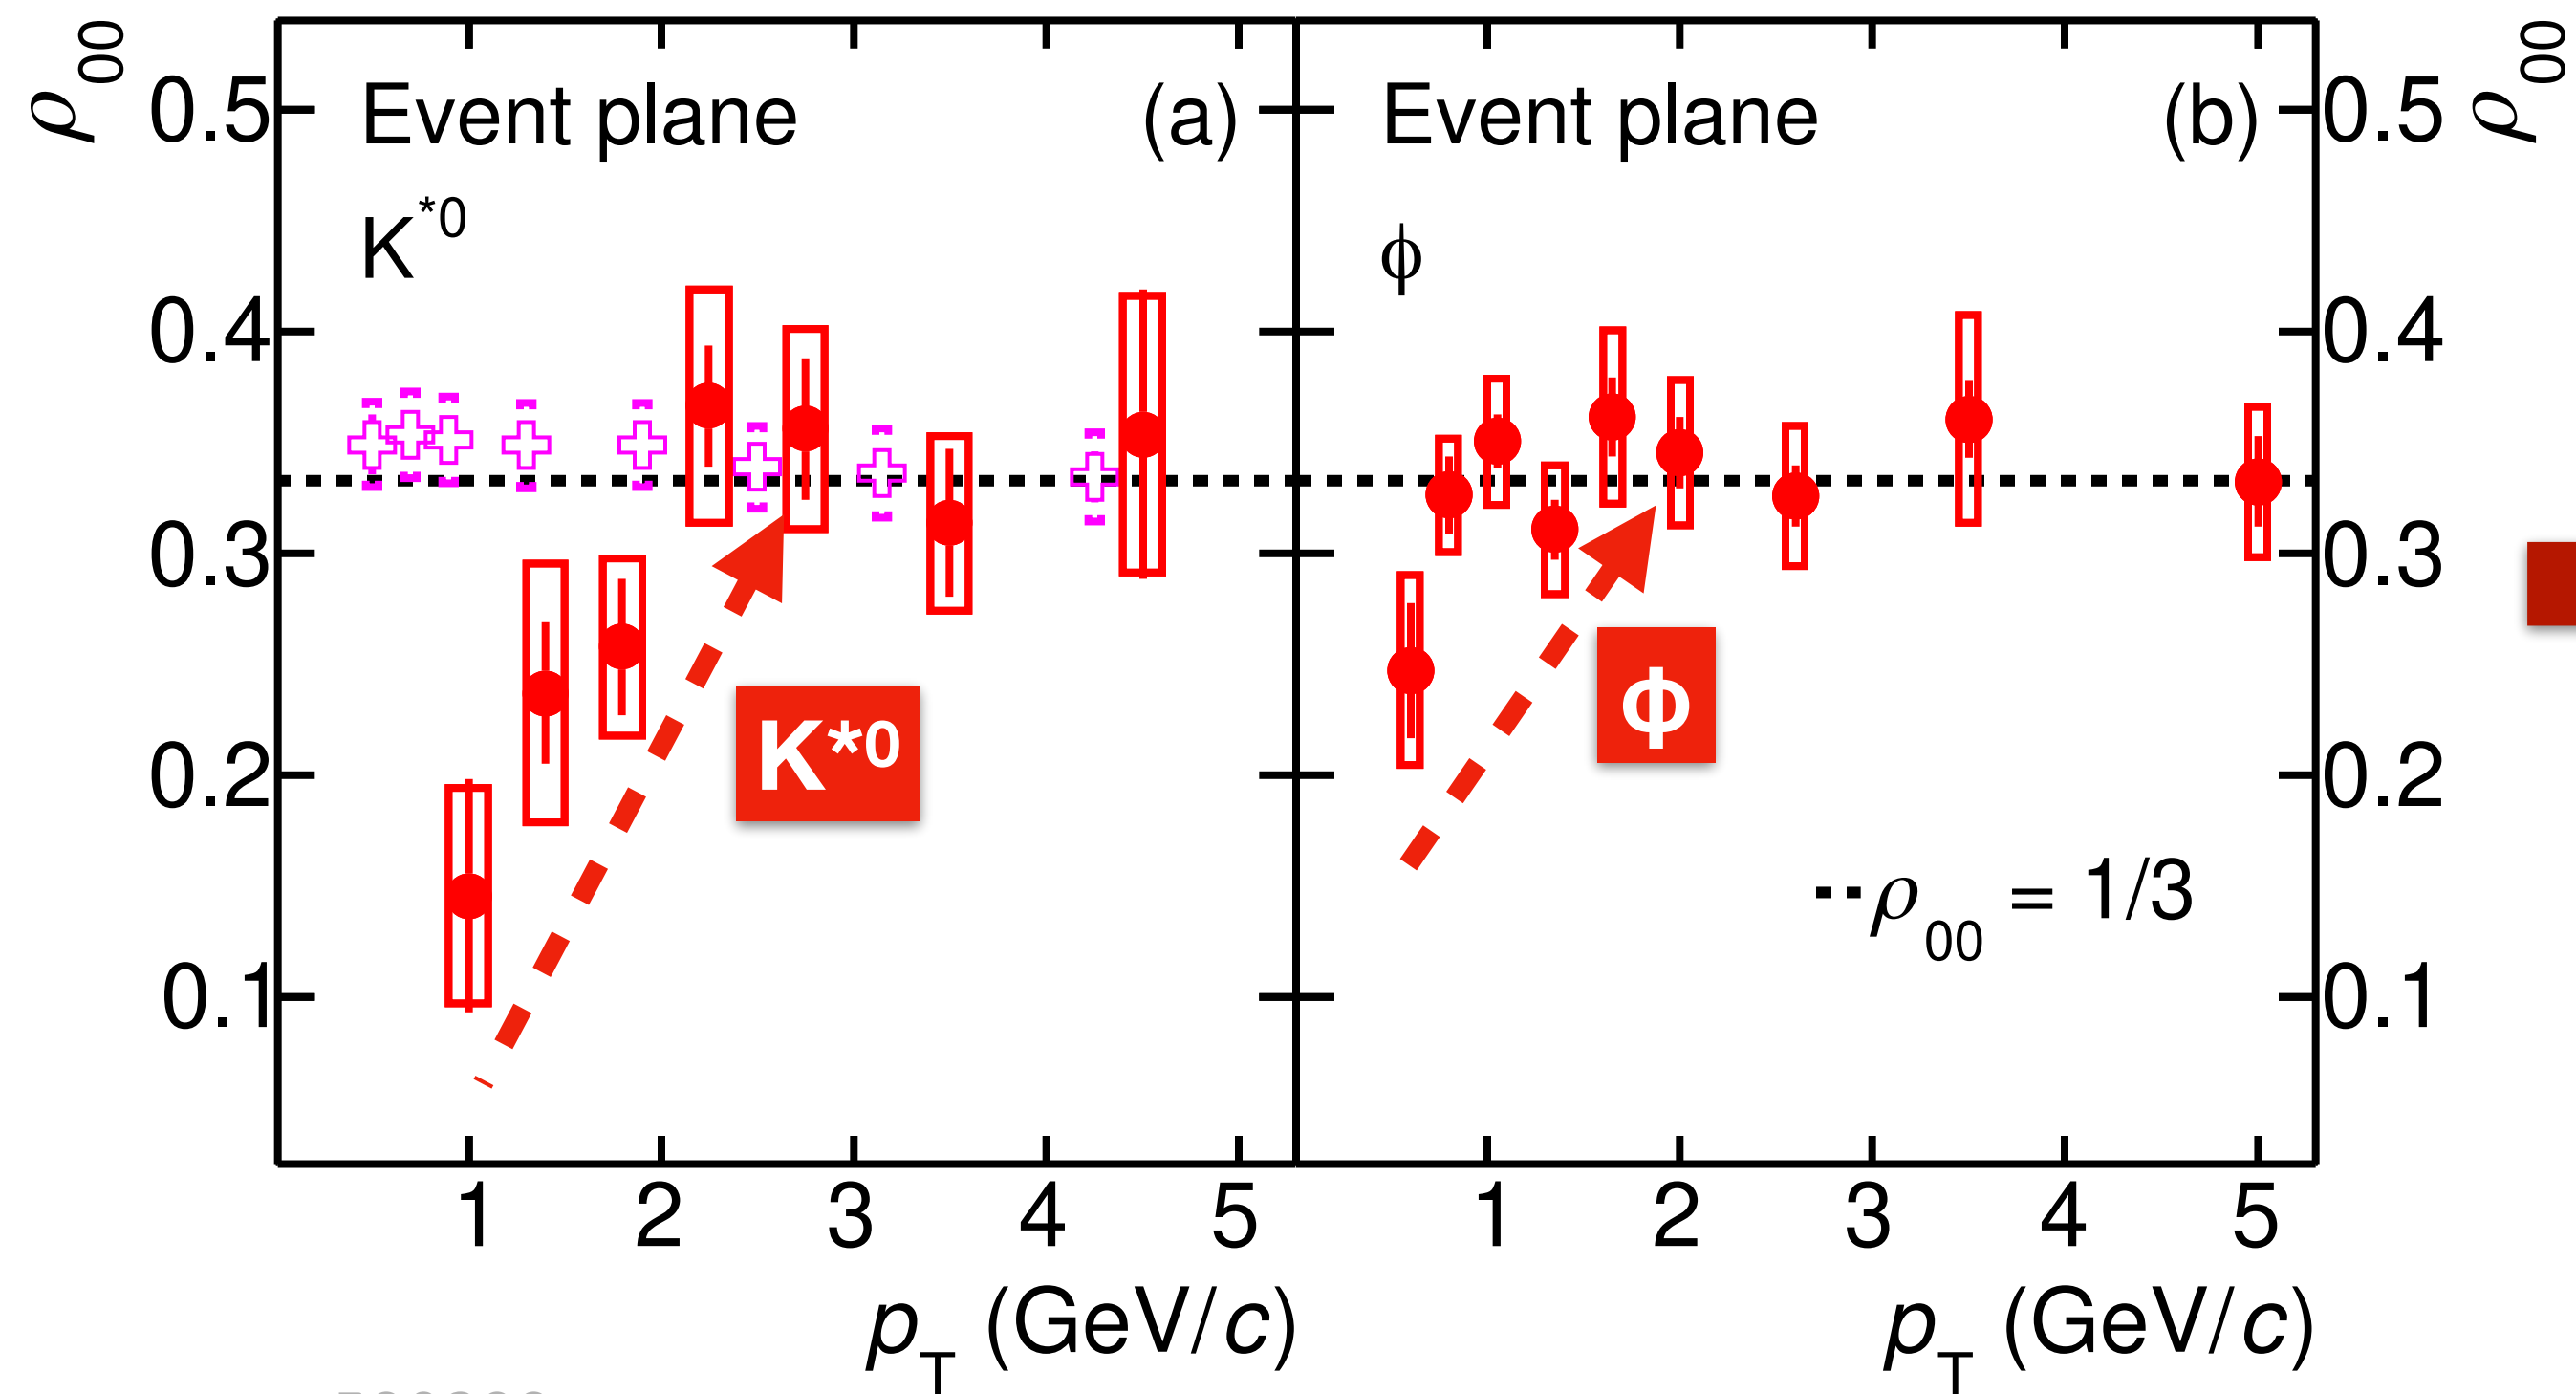 ρ00
0.5
0.4
0.3
0.2
0.1
Event plane
(a)
K*0
K*0
1 2 3 4 5
pT (GeV/c)
Event plane
(b)
ϕ
ϕ
ρ00 = 1/3
1 2 3 4 5
pT (GeV/c)
ρ00
0.5
0.4
0.3
0.2
0.1